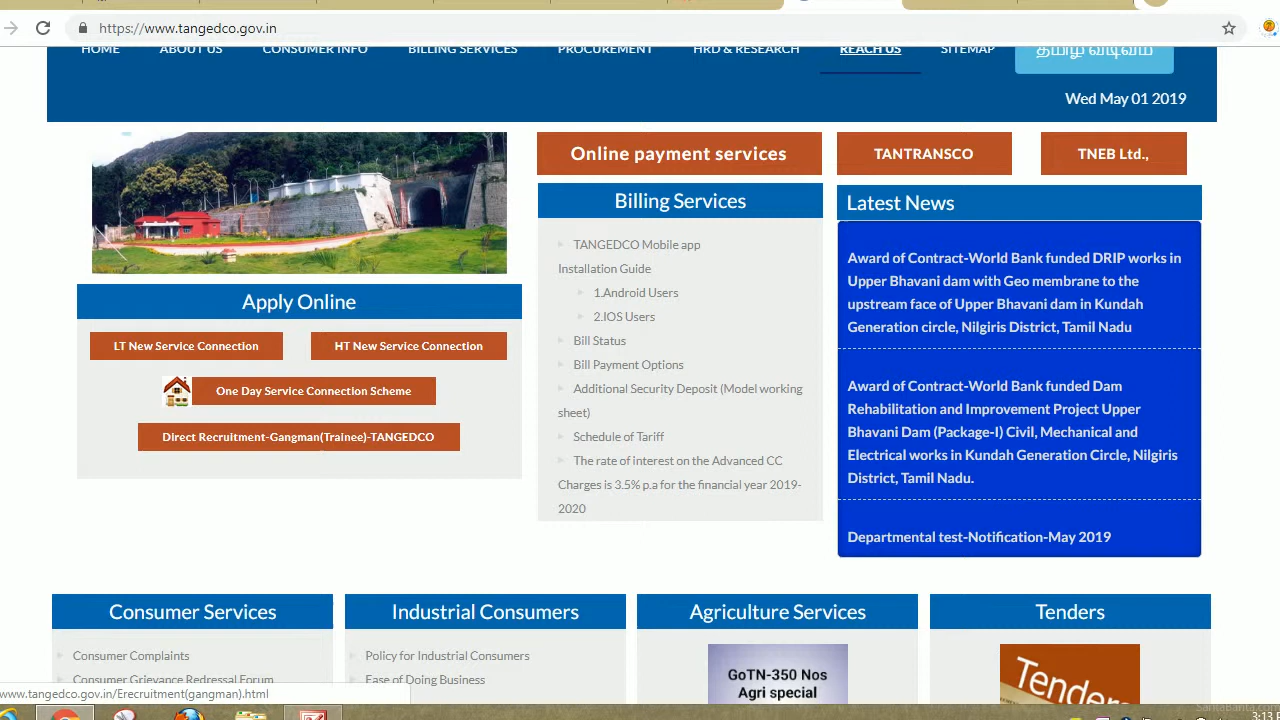 https://www.tangedco.gov.in
HOME ABOUT US CONSUMER INFO BILLING SERVICES PROCUREMENT HRD & RESEARCH REACH US SITEMAP தமிழ் வடிவம்
Wed May 01 2019
Online payment services
TANTRANSCO
TNEB Ltd.,
Apply Online
LT New Service Connection
HT New Service Connection
One Day Service Connection Scheme
Direct Recruitment-Gangman(Trainee)-TANGEDCO
Billing Services
TANGEDCO Mobile app
Installation Guide
1.Android Users
2.IOS Users
Bill Status
Bill Payment Options
Additional Security Deposit (Model working
sheet)
Schedule of Tariff
The rate of interest on the Advanced CC
Charges is 3.5% p.a for the financial year 2019-
2020
Latest News
Award of Contract-World Bank funded DRIP works in
Upper Bhavani dam with Geo membrane to the
upstream face of Upper Bhavani dam in Kundah
Generation circle, Nilgiris District, Tamil Nadu
Award of Contract-World Bank funded Dam
Rehabilitation and Improvement Project Upper
Bhavani Dam (Package-I) Civil, Mechanical and
Electrical works in Kundah Generation Circle, Nilgiris
District, Tamil Nadu.
Departmental test-Notification-May 2019
Consumer Services
Consumer Complaints
Consumer Grievance Redressal Forum
Industrial Consumers
Policy for Industrial Consumers
Ease of Doing Business
Agriculture Services
GoTN-350 Nos
Agri special
Tenders
Tenders
www.tangedco.gov.in/Erecruitment(gangman).html
SantaBanta.com
3:13 P